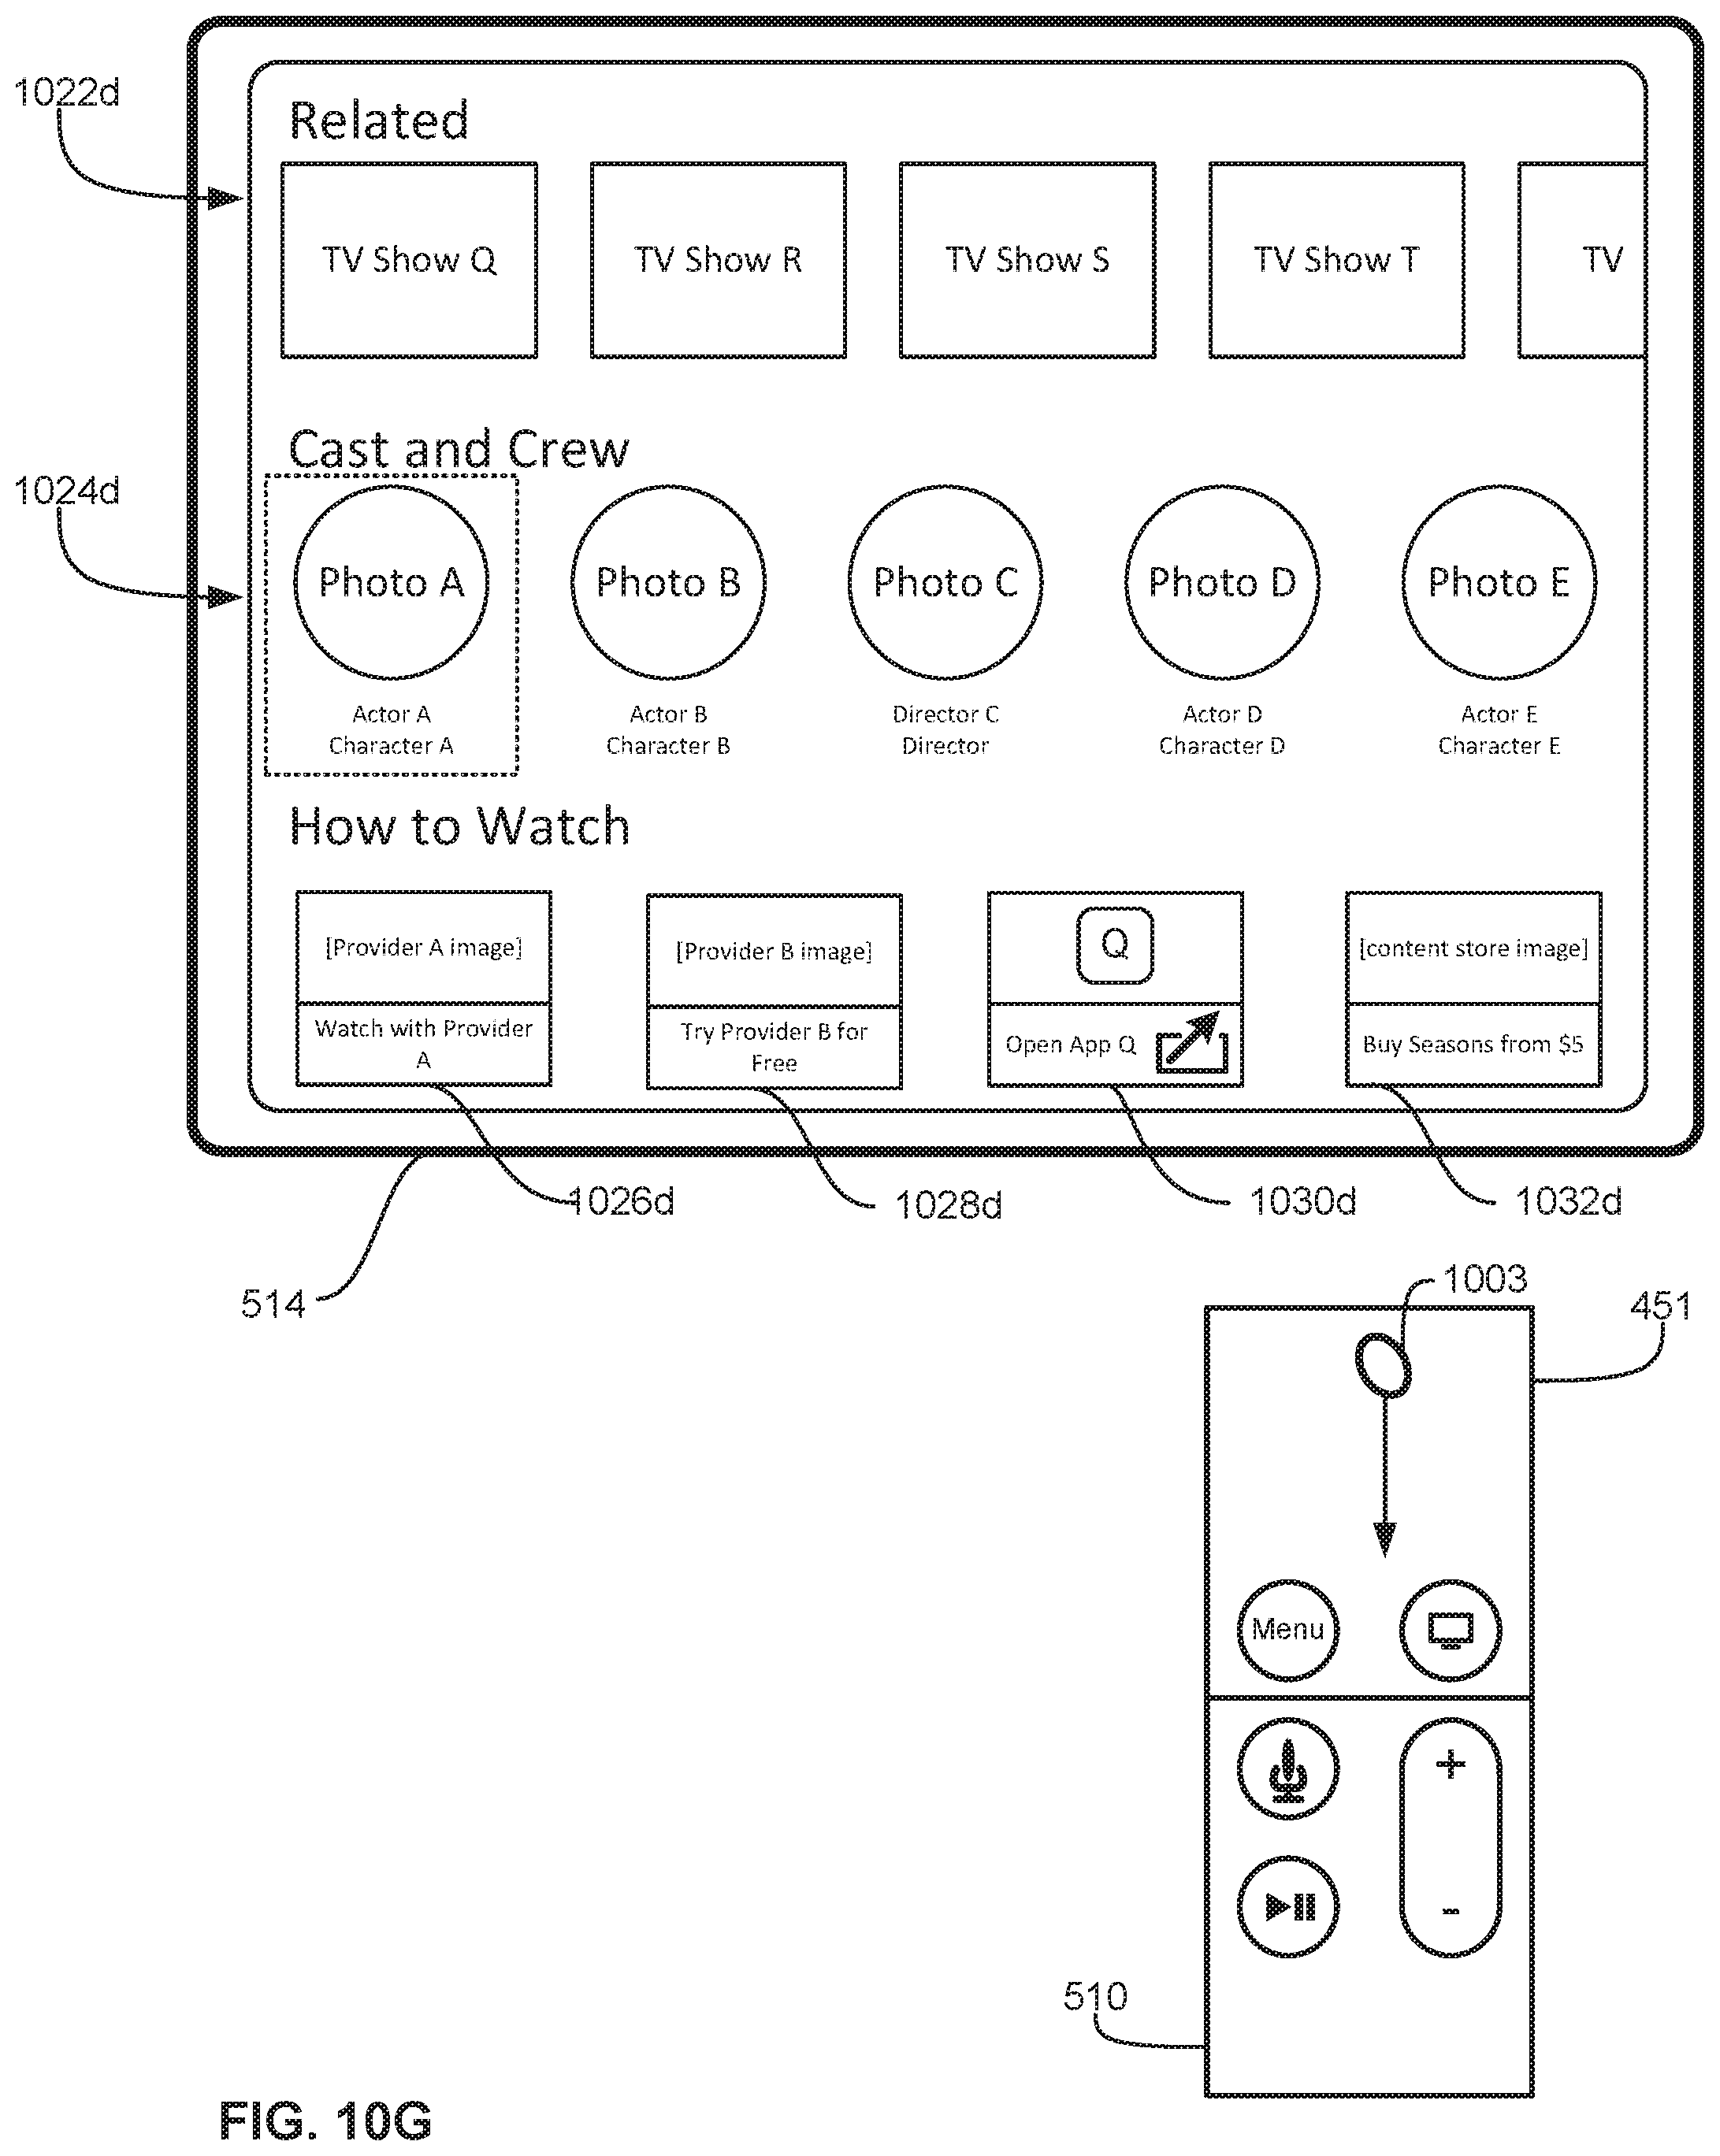 1022d
Related
TV Show Q
TV Show R
TV Show S
TV Show T
TV
1024d
Cast and Crew
Photo A
Photo B
Photo C
Photo D
Photo E
Actor A
Character A
Actor B
Character B
Director C
Director
Actor D
Character D
Actor E
Character E
How to Watch
[Provider A image]
Watch with Provider
A
[Provider B image]
Try Provider B for
Free
Q
Open App Q
[content store image]
Buy Seasons from $5
1026d
1028d
1030d
1032d
514
1003
451
Menu
+
-
510
FIG. 10G